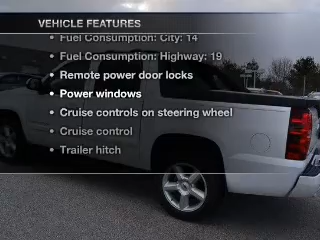 VEHICLE FEATURES
• Fuel Consumption: City: 14
• Fuel Consumption: Highway: 19
• Remote power door locks
• Power windows
• Cruise controls on steering wheel
• Cruise control
• Trailer hitch